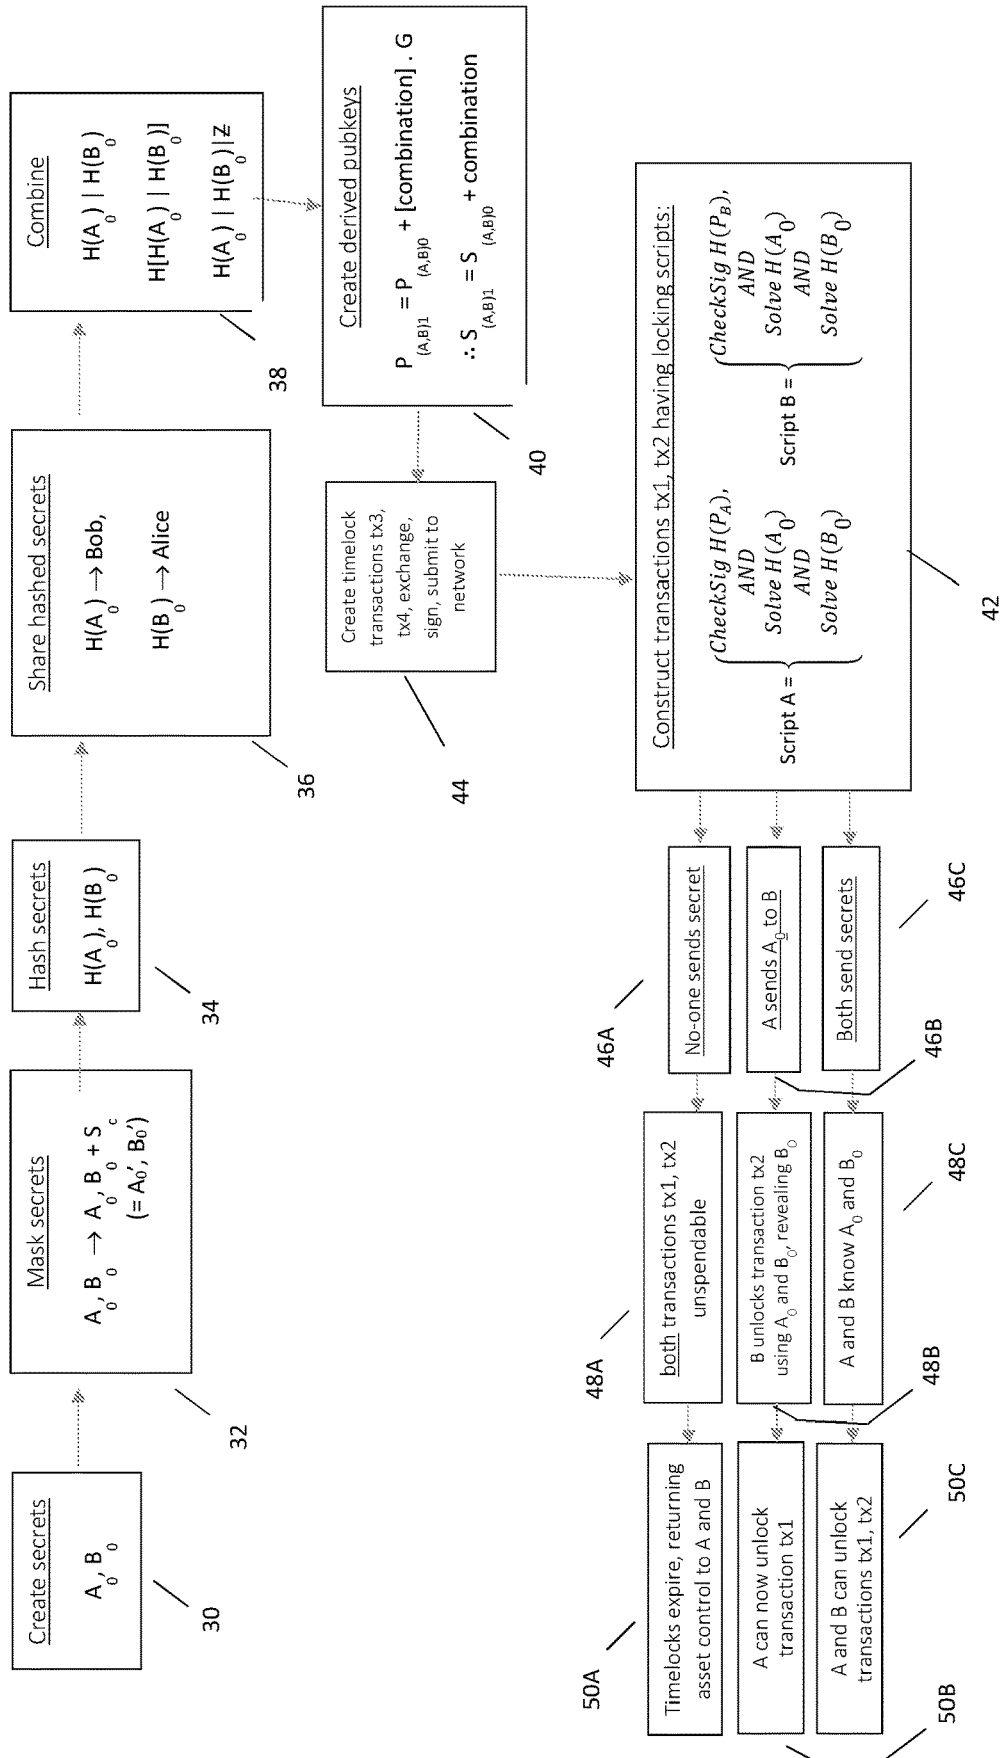 Create secrets
A₀, B₀
30
Mask secrets
A₀, B₀ → A₀, B₀ + S_c
(= A₀', B₀')
32
Hash secrets
H(A₀), H(B₀)
34
Share hashed secrets
H(A₀) → Bob,
H(B₀) → Alice
36
Combine
H(A₀) | H(B₀)
H[H(A₀) | H(B₀)]
H(A₀) | H(B₀)|Z
38
Create derived pubkeys
P_(A,B)1 = P_(A,B)0 + [combination] . G
∴ S_(A,B)1 = S_(A,B)0 + combination
40
Create timelock
transactions tx3,
tx4, exchange,
sign, submit to
network
44
Construct transactions tx1, tx2 having locking scripts:
Script A = { CheckSig H(P_A),
AND
Solve H(A₀)
AND
Solve H(B₀)
Script B = { CheckSig H(P_B),
AND
Solve H(A₀)
AND
Solve H(B₀)
42
No-one sends secret
46A
A sends A₀ to B
46B
Both send secrets
46C
both transactions tx1, tx2
unspendable
48A
B unlocks transaction tx2
using A₀ and B₀, revealing B₀
48B
A and B know A₀ and B₀
48C
Timelocks expire, returning
asset control to A and B
50A
A can now unlock
transaction tx1
50B
A and B can unlock
transactions tx1, tx2
50C